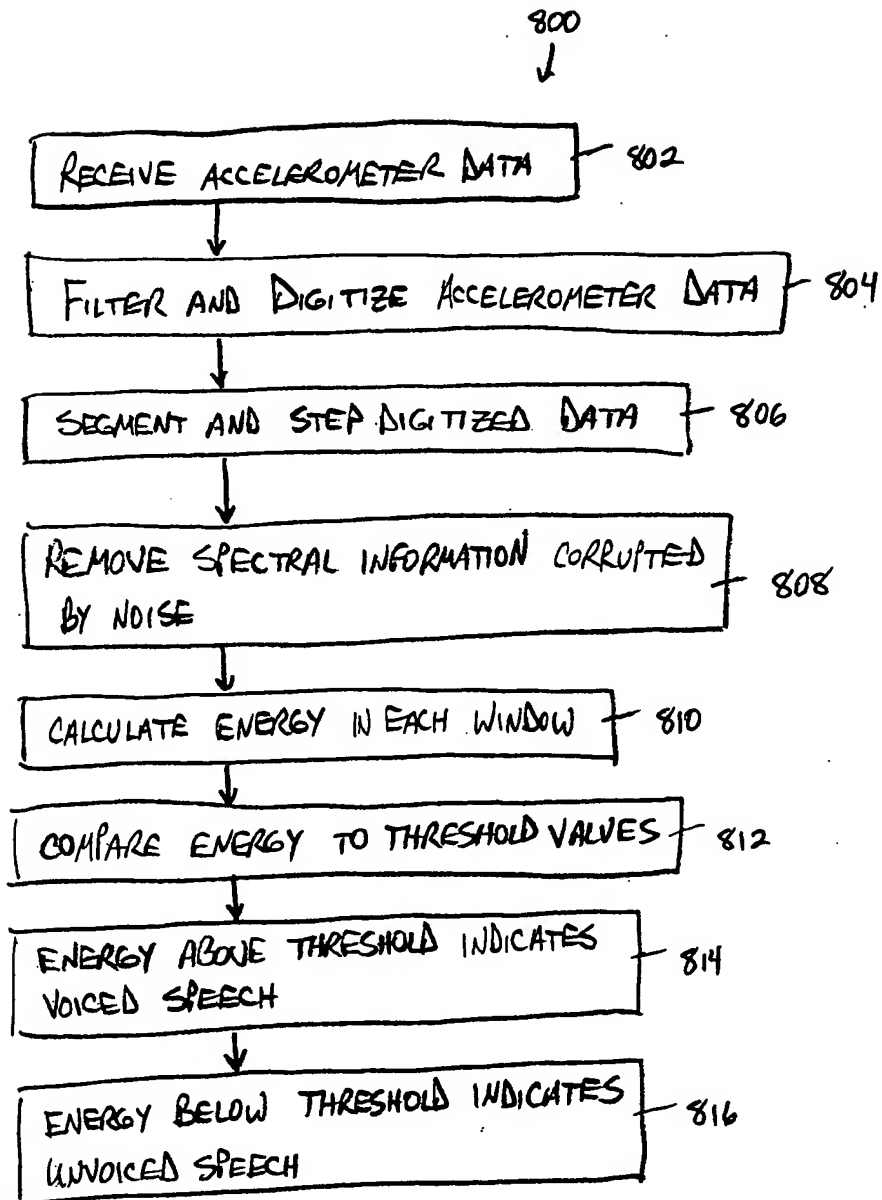 800
RECEIVE ACCELEROMETER DATA 802
FILTER AND DIGITIZE ACCELEROMETER DATA 804
SEGMENT AND STEP DIGITIZED DATA 806
REMOVE SPECTRAL INFORMATION CORRUPTED
BY NOISE 808
CALCULATE ENERGY IN EACH WINDOW 810
COMPARE ENERGY TO THRESHOLD VALUES 812
ENERGY ABOVE THRESHOLD INDICATES
VOICED SPEECH 814
ENERGY BELOW THRESHOLD INDICATES
UNVOICED SPEECH 816